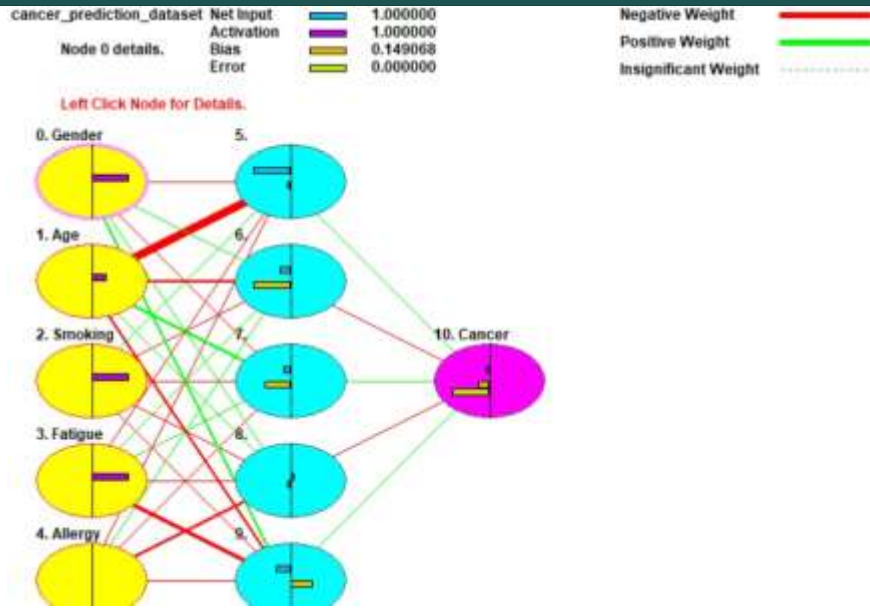 cancer_prediction_dataset Net Input 1.000000
Activation 1.000000
Node 0 details. Bias 0.149068
Error 0.000000
Negative Weight
Positive Weight
Insignificant Weight
Left Click Node for Details.
0. Gender 5.
1. Age 6.
2. Smoking 7.
10. Cancer
3. Fatigue 8.
4. Allergy 9.